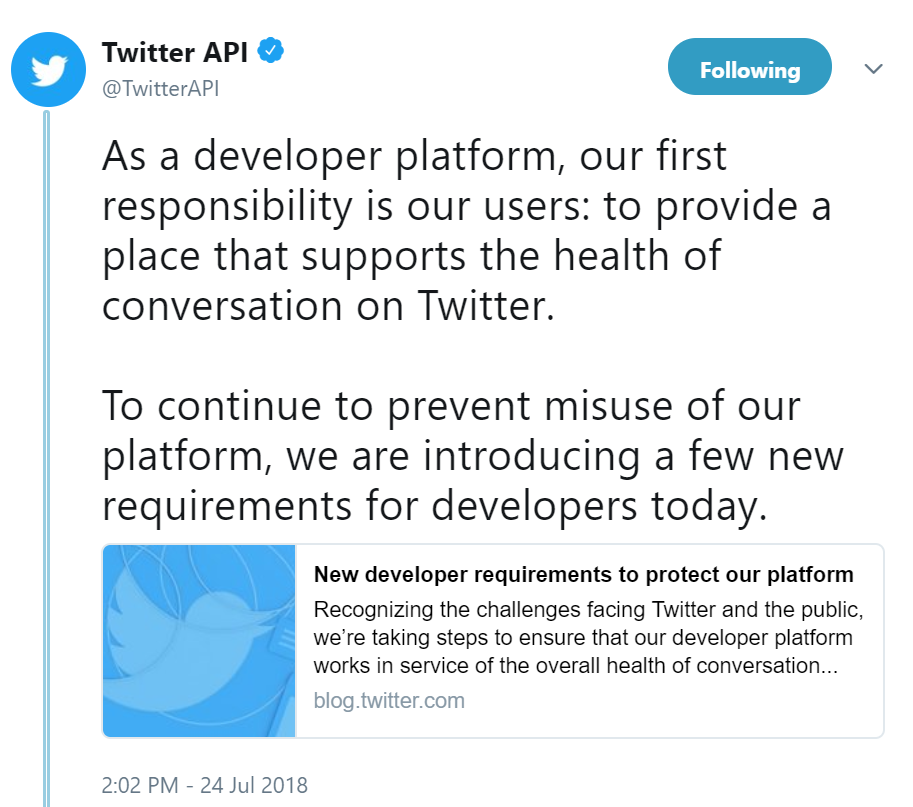 Twitter API
@TwitterAPI
Following
As a developer platform, our first
responsibility is our users: to provide a
place that supports the health of
conversation on Twitter.
To continue to prevent misuse of our
platform, we are introducing a few new
requirements for developers today.
New developer requirements to protect our platform
Recognizing the challenges facing Twitter and the public,
we’re taking steps to ensure that our developer platform
works in service of the overall health of conversation...
blog.twitter.com
2:02 PM - 24 Jul 2018